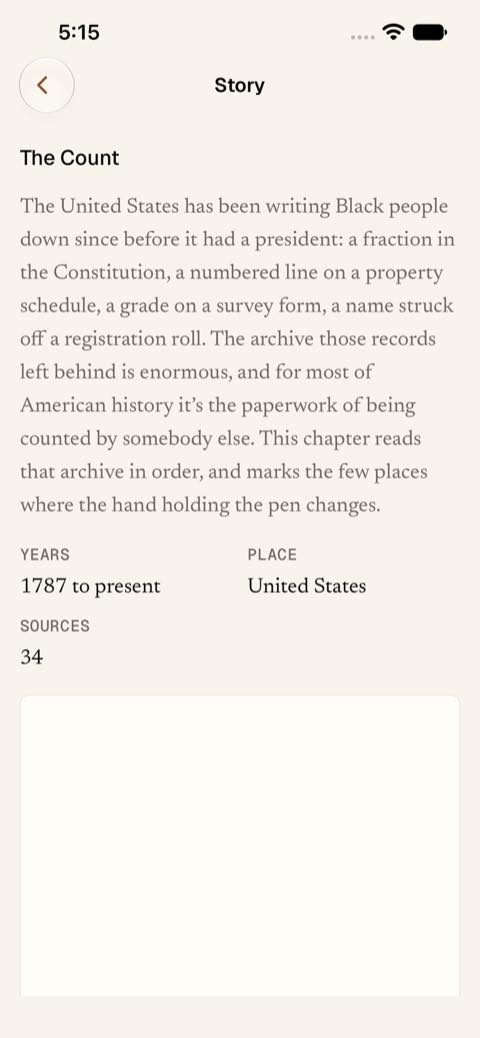 5:15
Story
The Count
The United States has been writing Black people
down since before it had a president: a fraction in
the Constitution, a numbered line on a property
schedule, a grade on a survey form, a name struck
off a registration roll. The archive those records
left behind is enormous, and for most of
American history it’s the paperwork of being
counted by somebody else. This chapter reads
that archive in order, and marks the few places
where the hand holding the pen changes.
YEARS
1787 to present
PLACE
United States
SOURCES
34